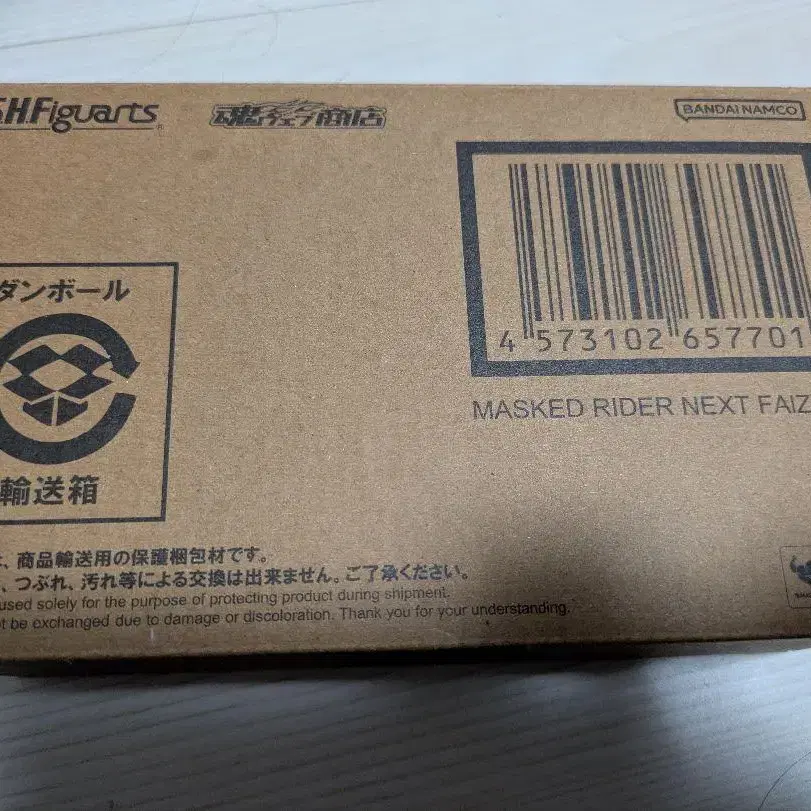 S.H.Figuarts
魂ウェブ商店
BANDAI NAMCO
ダンボール
輸送箱
4 573102 657701
MASKED RIDER NEXT FAIZ
、商品輸送用の保護梱包材です。
、つぶれ、汚れ等による交換は出来ません。ご了承ください。
used solely for the purpose of protecting product during shipment.
be exchanged due to damage or discoloration. Thank you for your understanding.